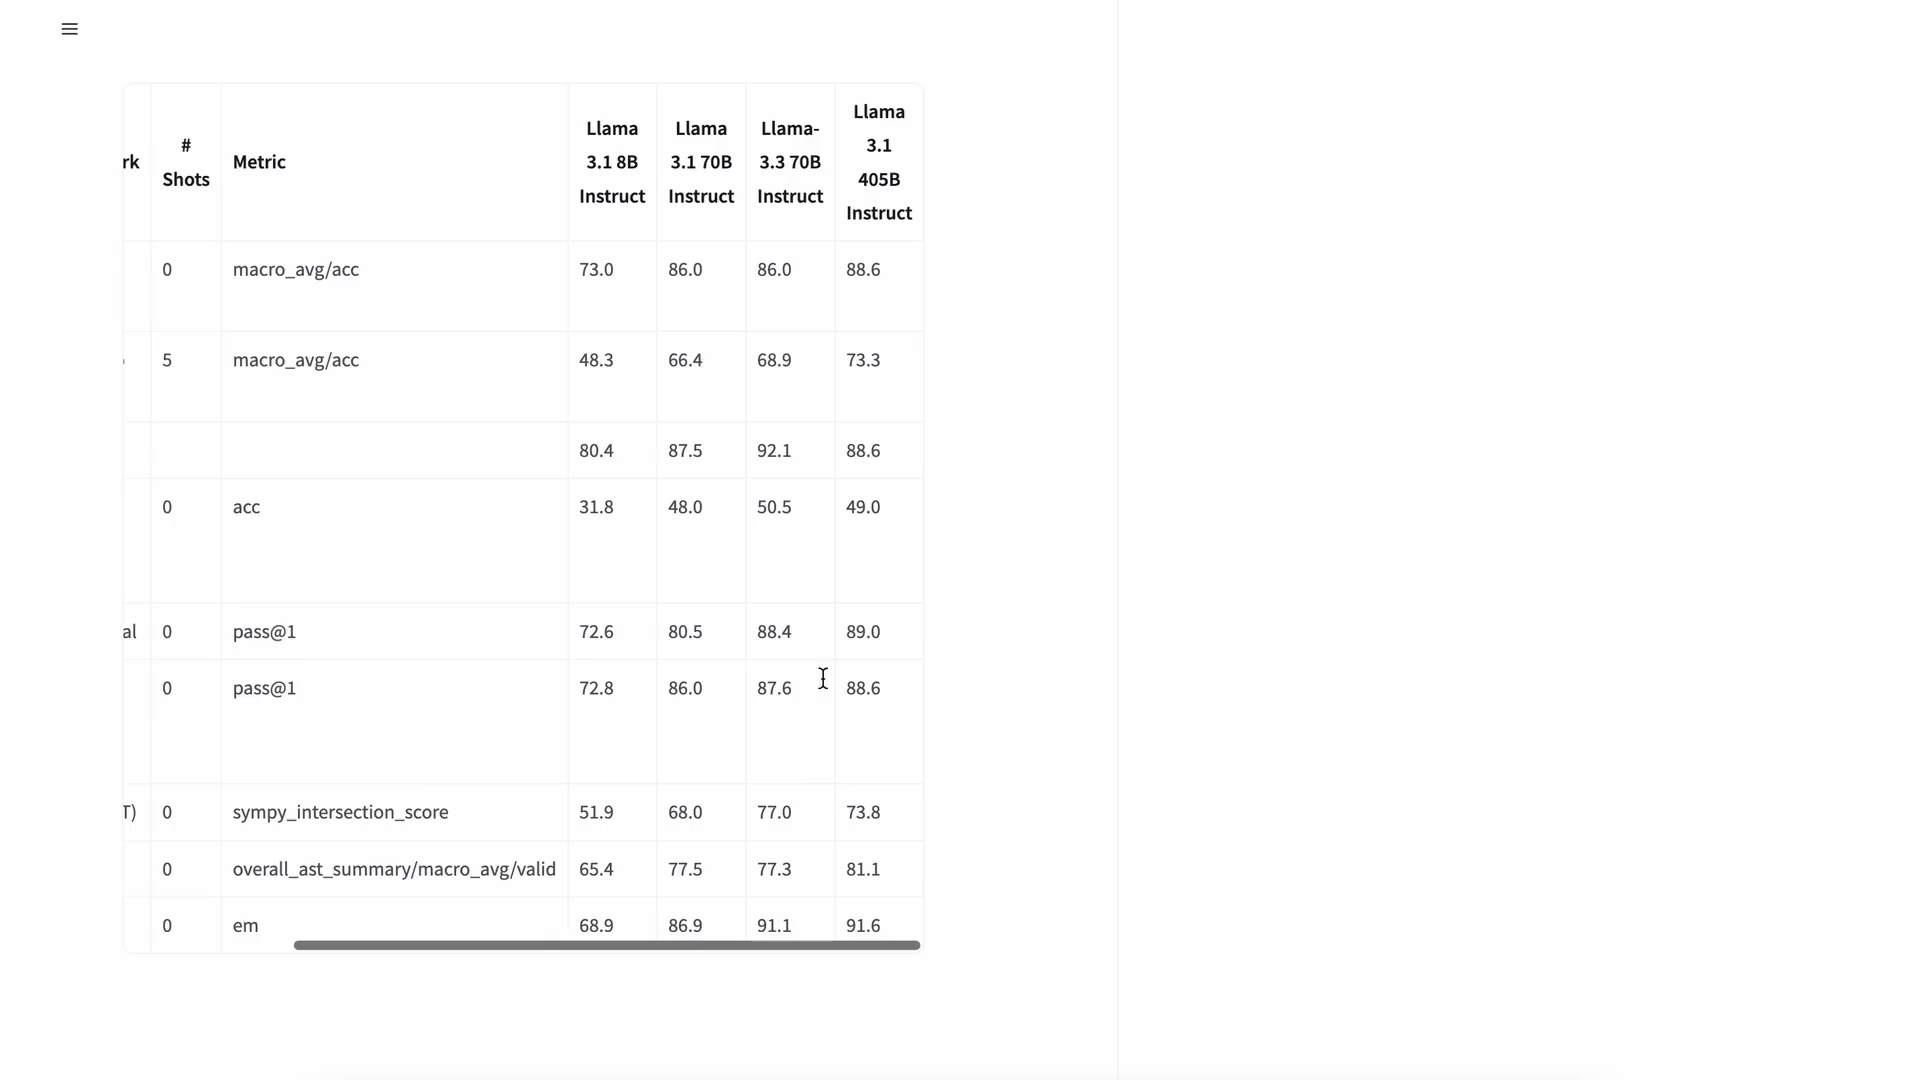 rk # Shots Metric Llama 3.1 8B Instruct Llama 3.1 70B Instruct Llama-3.3 70B Instruct Llama 3.1 405B Instruct
0 macro_avg/acc 73.0 86.0 86.0 88.6
5 macro_avg/acc 48.3 66.4 68.9 73.3
80.4 87.5 92.1 88.6
0 acc 31.8 48.0 50.5 49.0
al 0 pass@1 72.6 80.5 88.4 89.0
0 pass@1 72.8 86.0 87.6 88.6
T) 0 sympy_intersection_score 51.9 68.0 77.0 73.8
0 overall_ast_summary/macro_avg/valid 65.4 77.5 77.3 81.1
0 em 68.9 86.9 91.1 91.6